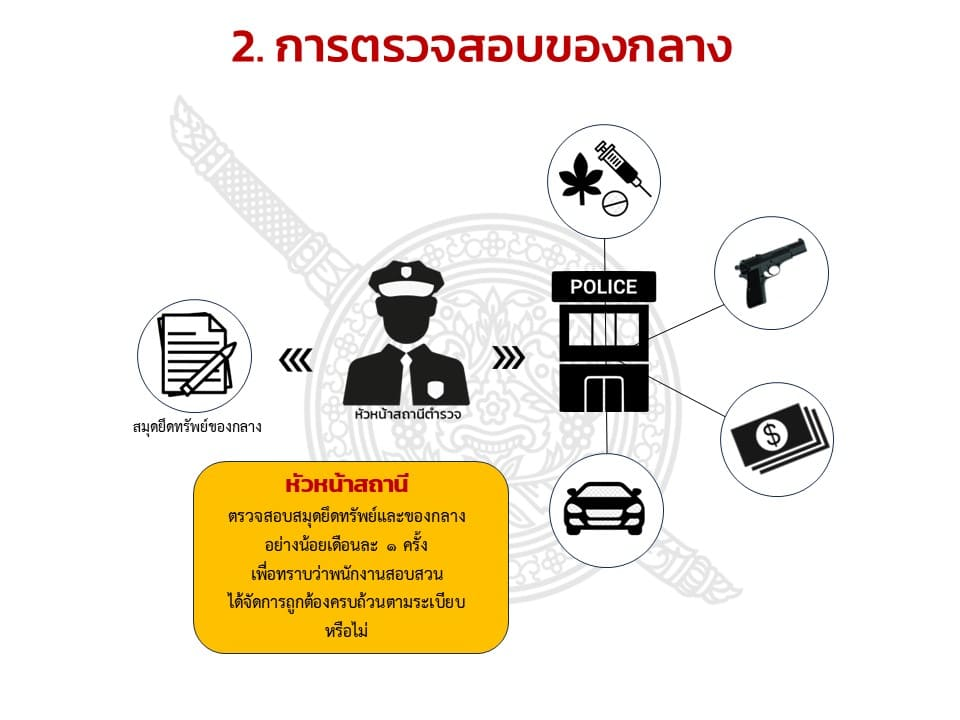 2. การตรวจสอบของกลาง
POLICE
หัวหน้าสถานีตำรวจ
สมุดยึดทรัพย์ของกลาง
$
หัวหน้าสถานี
ตรวจสอบสมุดยึดทรัพย์และของกลาง
อย่างน้อยเดือนละ ๑ ครั้ง
เพื่อทราบว่าพนักงานสอบสวน
ได้จัดการถูกต้องครบถ้วนตามระเบียบ
หรือไม่